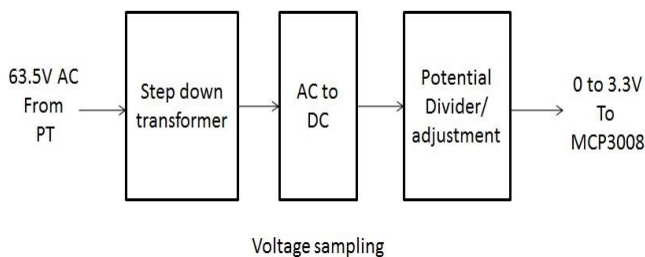 63.5V AC
From
PT
Step down
transformer
AC to
DC
Potential
Divider/
adjustment
0 to 3.3V
To
MCP3008
Voltage sampling